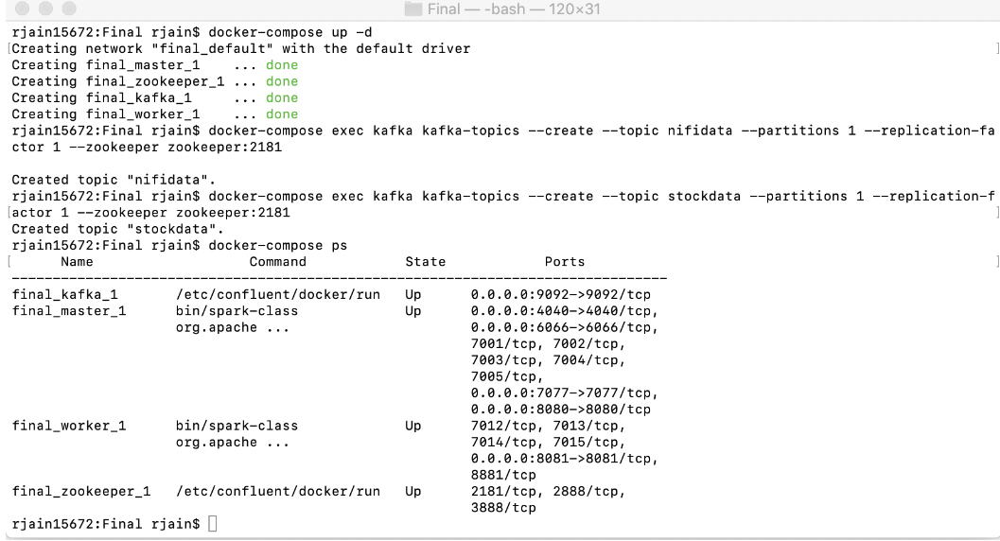 Final — -bash — 120×31
rjain15672:Final rjain$ docker-compose up -d
[Creating network "final_default" with the default driver ]
Creating final_master_1    ... done
Creating final_zookeeper_1 ... done
Creating final_kafka_1     ... done
Creating final_worker_1    ... done
rjain15672:Final rjain$ docker-compose exec kafka kafka-topics --create --topic nifidata --partitions 1 --replication-fa
ctor 1 --zookeeper zookeeper:2181
Created topic "nifidata".
rjain15672:Final rjain$ docker-compose exec kafka kafka-topics --create --topic stockdata --partitions 1 --replication-f
[actor 1 --zookeeper zookeeper:2181 ]
Created topic "stockdata".
rjain15672:Final rjain$ docker-compose ps
[      Name                   Command               State            Ports ]
--------------------------------------------------------------------------------
final_kafka_1       /etc/confluent/docker/run   Up      0.0.0.0:9092->9092/tcp
final_master_1      bin/spark-class             Up      0.0.0.0:4040->4040/tcp,
                    org.apache ...                      0.0.0.0:6066->6066/tcp,
                                                        7001/tcp, 7002/tcp,
                                                        7003/tcp, 7004/tcp,
                                                        7005/tcp,
                                                        0.0.0.0:7077->7077/tcp,
                                                        0.0.0.0:8080->8080/tcp
final_worker_1      bin/spark-class             Up      7012/tcp, 7013/tcp,
                    org.apache ...                      7014/tcp, 7015/tcp,
                                                        0.0.0.0:8081->8081/tcp,
                                                        8881/tcp
final_zookeeper_1   /etc/confluent/docker/run   Up      2181/tcp, 2888/tcp,
                                                        3888/tcp
rjain15672:Final rjain$